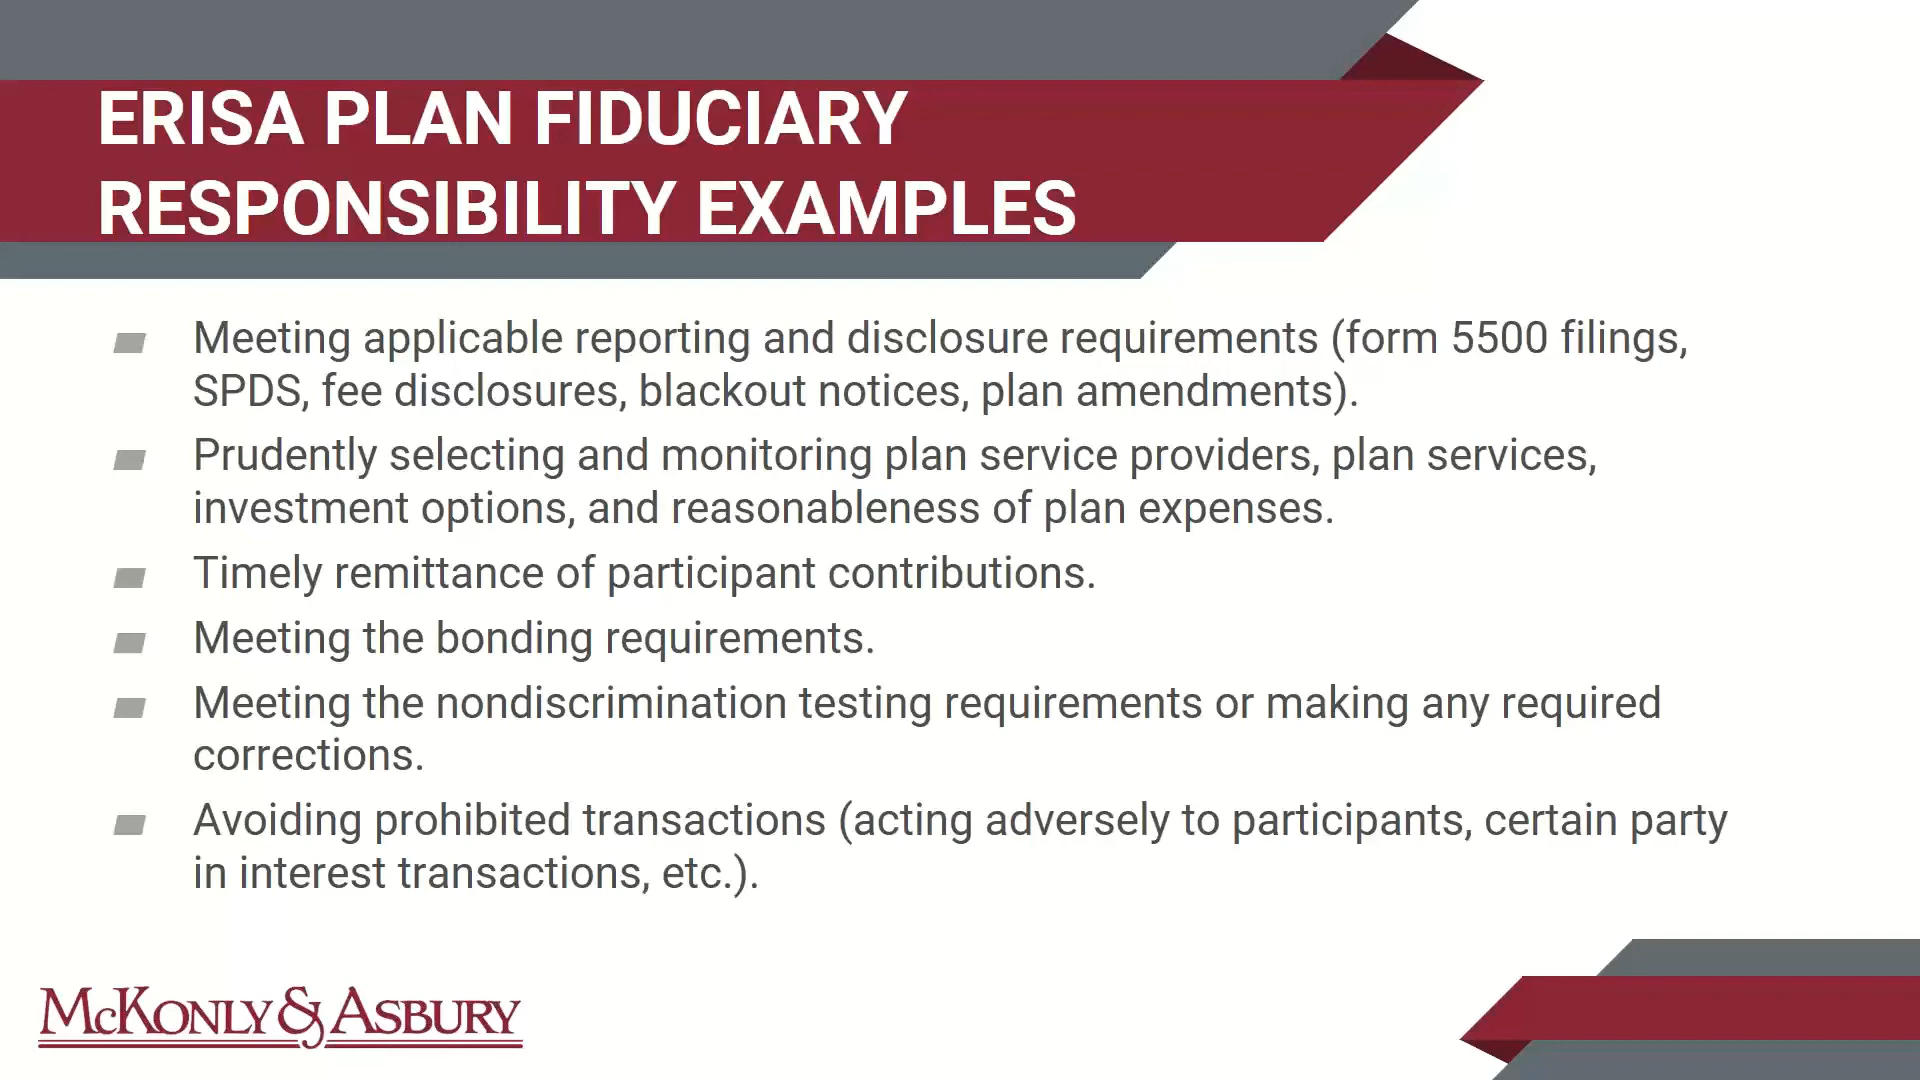 ERISA PLAN FIDUCIARY
RESPONSIBILITY EXAMPLES
Meeting applicable reporting and disclosure requirements (form 5500 filings,
SPDS, fee disclosures, blackout notices, plan amendments).
Prudently selecting and monitoring plan service providers, plan services,
investment options, and reasonableness of plan expenses.
Timely remittance of participant contributions.
Meeting the bonding requirements.
Meeting the nondiscrimination testing requirements or making any required
corrections.
Avoiding prohibited transactions (acting adversely to participants, certain party
in interest transactions, etc.).
McKonly & Asbury